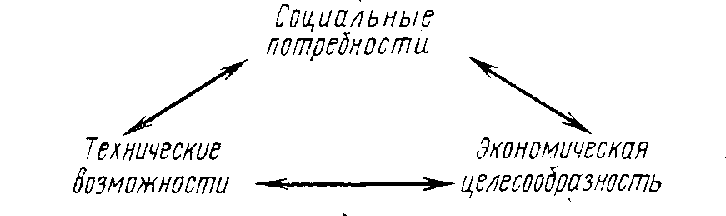 Социальные
потребности
Технические
возможности
Экономическая
целесообразность